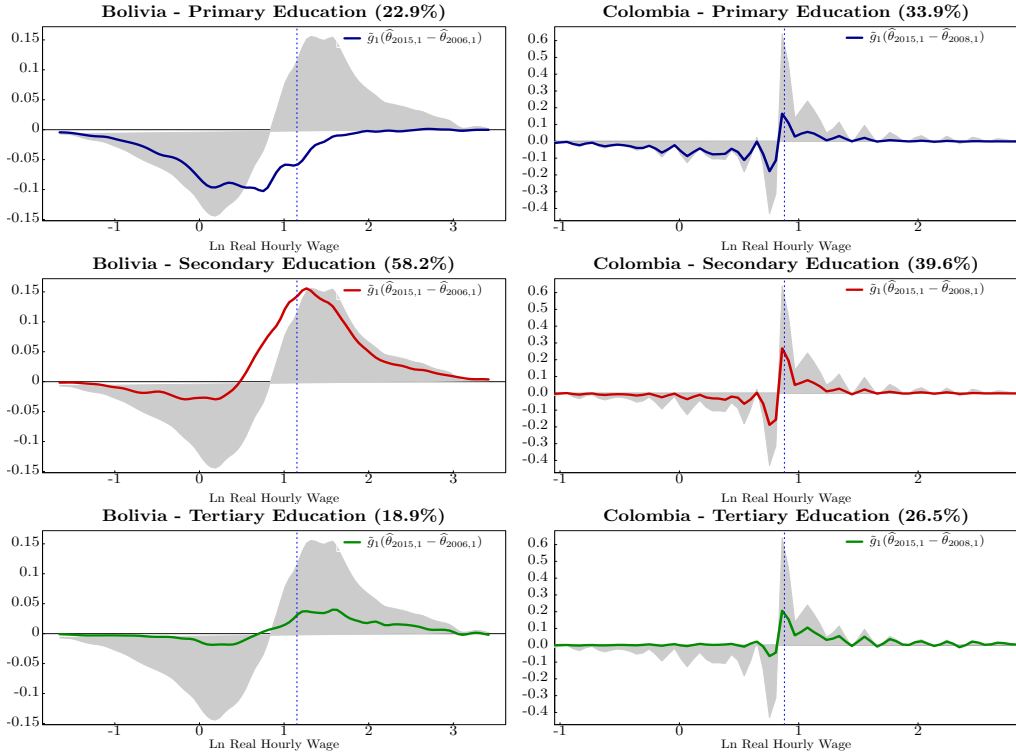 Bolivia - Primary Education (22.9%)
g̃₁(θ̂₂₀₁₅,₁ − θ̂₂₀₀₆,₁)
0.15
0.1
0.05
0
-0.05
-0.1
-0.15
-1 0 1 2 3
Ln Real Hourly Wage
Colombia - Primary Education (33.9%)
g̃₁(θ̂₂₀₁₅,₁ − θ̂₂₀₀₈,₁)
0.6
0.5
0.4
0.3
0.2
0.1
0.0
-0.1
-0.2
-0.3
-0.4
-1 0 1 2
Ln Real Hourly Wage
Bolivia - Secondary Education (58.2%)
g̃₁(θ̂₂₀₁₅,₁ − θ̂₂₀₀₆,₁)
0.15
0.1
0.05
0
-0.05
-0.1
-0.15
-1 0 1 2 3
Ln Real Hourly Wage
Colombia - Secondary Education (39.6%)
g̃₁(θ̂₂₀₁₅,₁ − θ̂₂₀₀₈,₁)
0.6
0.5
0.4
0.3
0.2
0.1
0.0
-0.1
-0.2
-0.3
-0.4
-1 0 1 2
Ln Real Hourly Wage
Bolivia - Tertiary Education (18.9%)
g̃₁(θ̂₂₀₁₅,₁ − θ̂₂₀₀₆,₁)
0.15
0.1
0.05
0
-0.05
-0.1
-0.15
-1 0 1 2 3
Ln Real Hourly Wage
Colombia - Tertiary Education (26.5%)
g̃₁(θ̂₂₀₁₅,₁ − θ̂₂₀₀₈,₁)
0.6
0.5
0.4
0.3
0.2
0.1
0.0
-0.1
-0.2
-0.3
-0.4
-1 0 1 2
Ln Real Hourly Wage